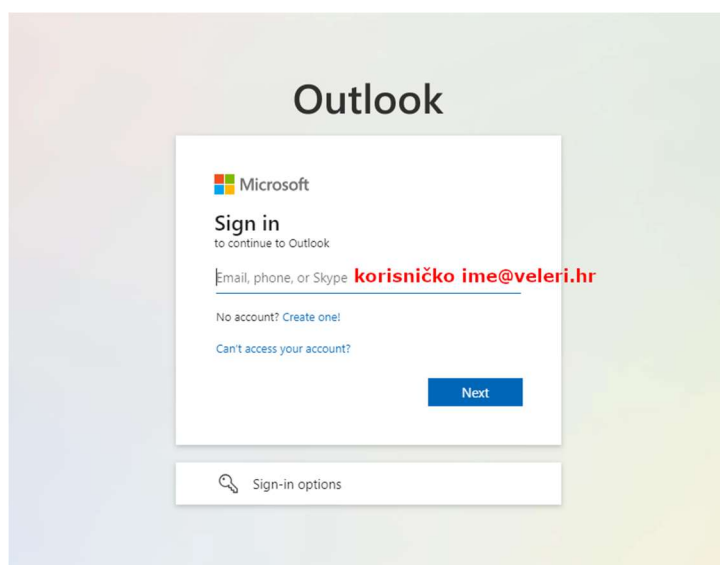 Outlook
Microsoft
Sign in
to continue to Outlook
Email, phone, or Skype korisničko ime@veleri.hr
No account? Create one!
Can't access your account?
Next
Sign-in options